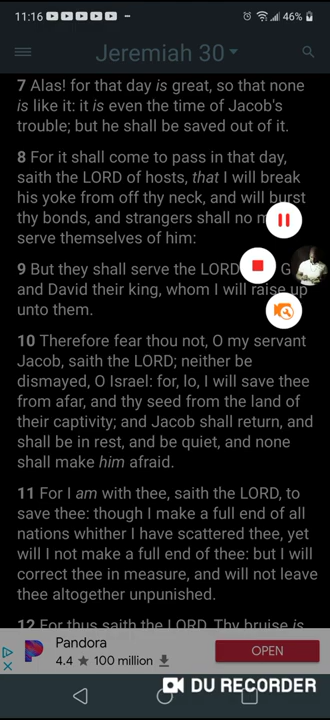 11:16
46%
Jeremiah 30
7 Alas! for that day is great, so that none
is like it: it is even the time of Jacob's
trouble; but he shall be saved out of it.
8 For it shall come to pass in that day,
saith the LORD of hosts, that I will break
his yoke from off thy neck, and will burst
thy bonds, and strangers shall no m
serve themselves of him:
9 But they shall serve the LORD G
and David their king, whom I will raise up
unto them.
10 Therefore fear thou not, O my servant
Jacob, saith the LORD; neither be
dismayed, O Israel: for, lo, I will save thee
from afar, and thy seed from the land of
their captivity; and Jacob shall return, and
shall be in rest, and be quiet, and none
shall make him afraid.
11 For I am with thee, saith the LORD, to
save thee: though I make a full end of all
nations whither I have scattered thee, yet
will I not make a full end of thee: but I will
correct thee in measure, and will not leave
thee altogether unpunished.
12 For thus saith the LORD, Thy bruise is
Pandora
4.4 ★ 100 million
OPEN
DU RECORDER